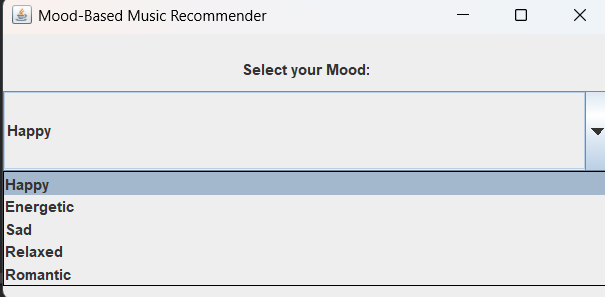 Mood-Based Music Recommender
Select your Mood:
Happy
Happy
Energetic
Sad
Relaxed
Romantic